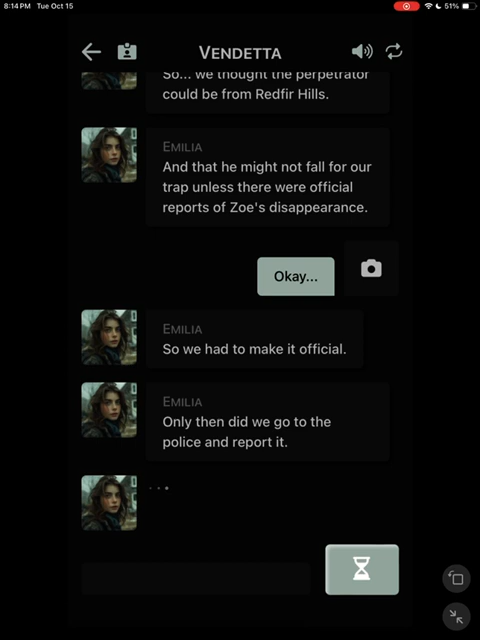 8:14 PM Tue Oct 15
51%
VENDETTA
So... we thought the perpetrator
could be from Redfir Hills.
EMILIA
And that he might not fall for our
trap unless there were official
reports of Zoe's disappearance.
Okay...
EMILIA
So we had to make it official.
EMILIA
Only then did we go to the
police and report it.